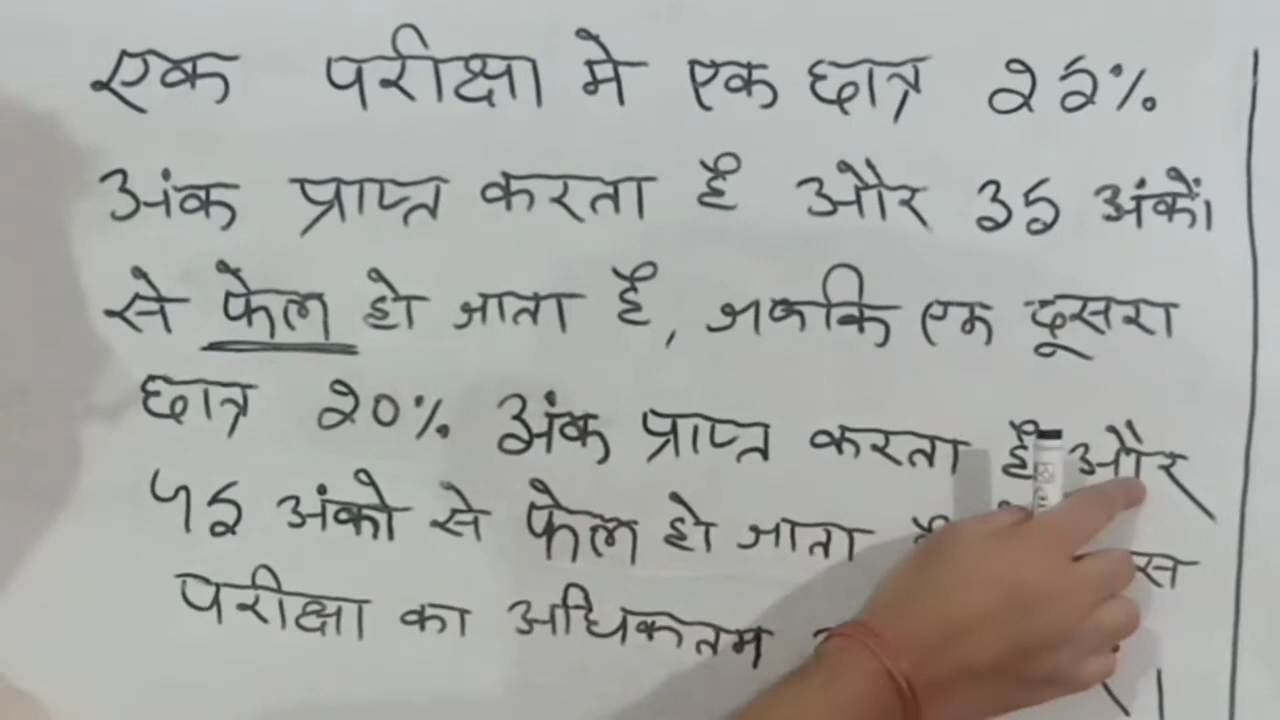 एक परीक्षा मे एक छात्र 25%
अंक प्राप्त करता है और 35 अंकों
से फेल हो जाता है, जबकि एक दूसरा
छात्र 20% अंक प्राप्त करता है और
45 अंको से फेल हो जाता
परीक्षा का अधिकतम